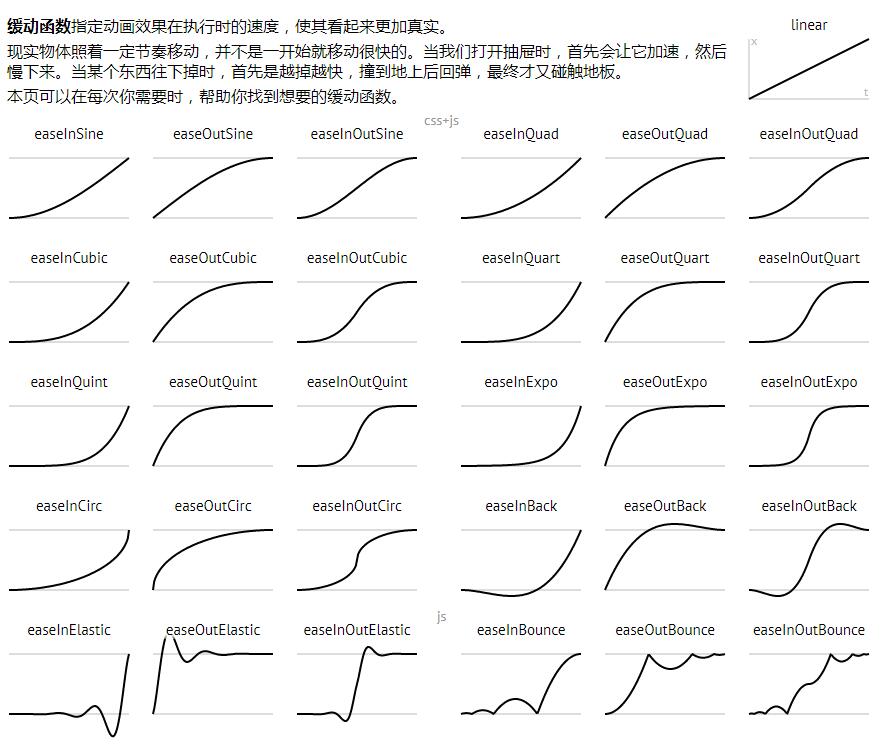 缓动函数指定动画效果在执行时的速度，使其看起来更加真实。
现实物体照着一定节奏移动，并不是一开始就移动很快的。当我们打开抽屉时，首先会让它加速，然后
慢下来。当某个东西往下掉时，首先是越掉越快，撞到地上后回弹，最终才又碰触地板。
本页可以在每次你需要时，帮助你找到想要的缓动函数。
linear
x
t
css+js
easeInSine easeOutSine easeInOutSine easeInQuad easeOutQuad easeInOutQuad
easeInCubic easeOutCubic easeInOutCubic easeInQuart easeOutQuart easeInOutQuart
easeInQuint easeOutQuint easeInOutQuint easeInExpo easeOutExpo easeInOutExpo
easeInCirc easeOutCirc easeInOutCirc easeInBack easeOutBack easeInOutBack
js
easeInElastic easeOutElastic easeInOutElastic easeInBounce easeOutBounce easeInOutBounce